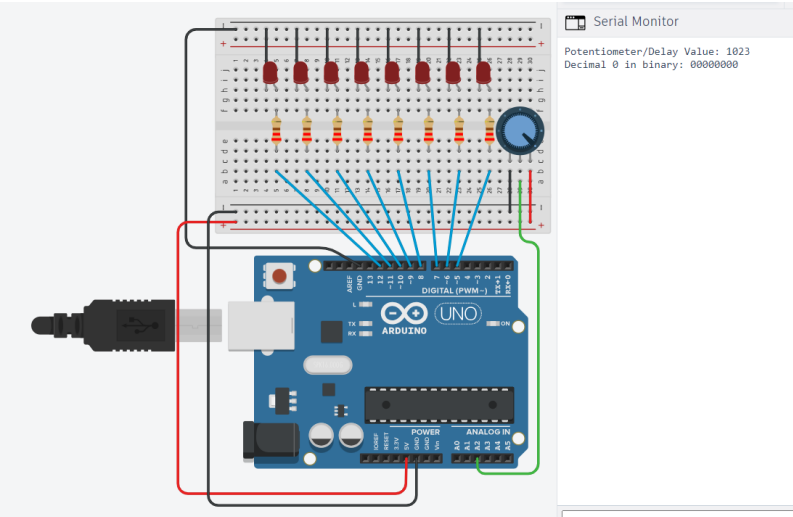 Serial Monitor
Potentiometer/Delay Value: 1023
Decimal 0 in binary: 00000000
j i h g f
e d c b a
AREF
GND
13
12
~11
~10
~9
8
7
~6
~5
4
~3
2
TX→1
RX←0
DIGITAL (PWM~)
L
TX
RX
ARDUINO
UNO
ON
POWER
ANALOG IN
IOREF
RESET
3.3V
5V
GND
GND
Vin
A0
A1
A2
A3
A4
A5